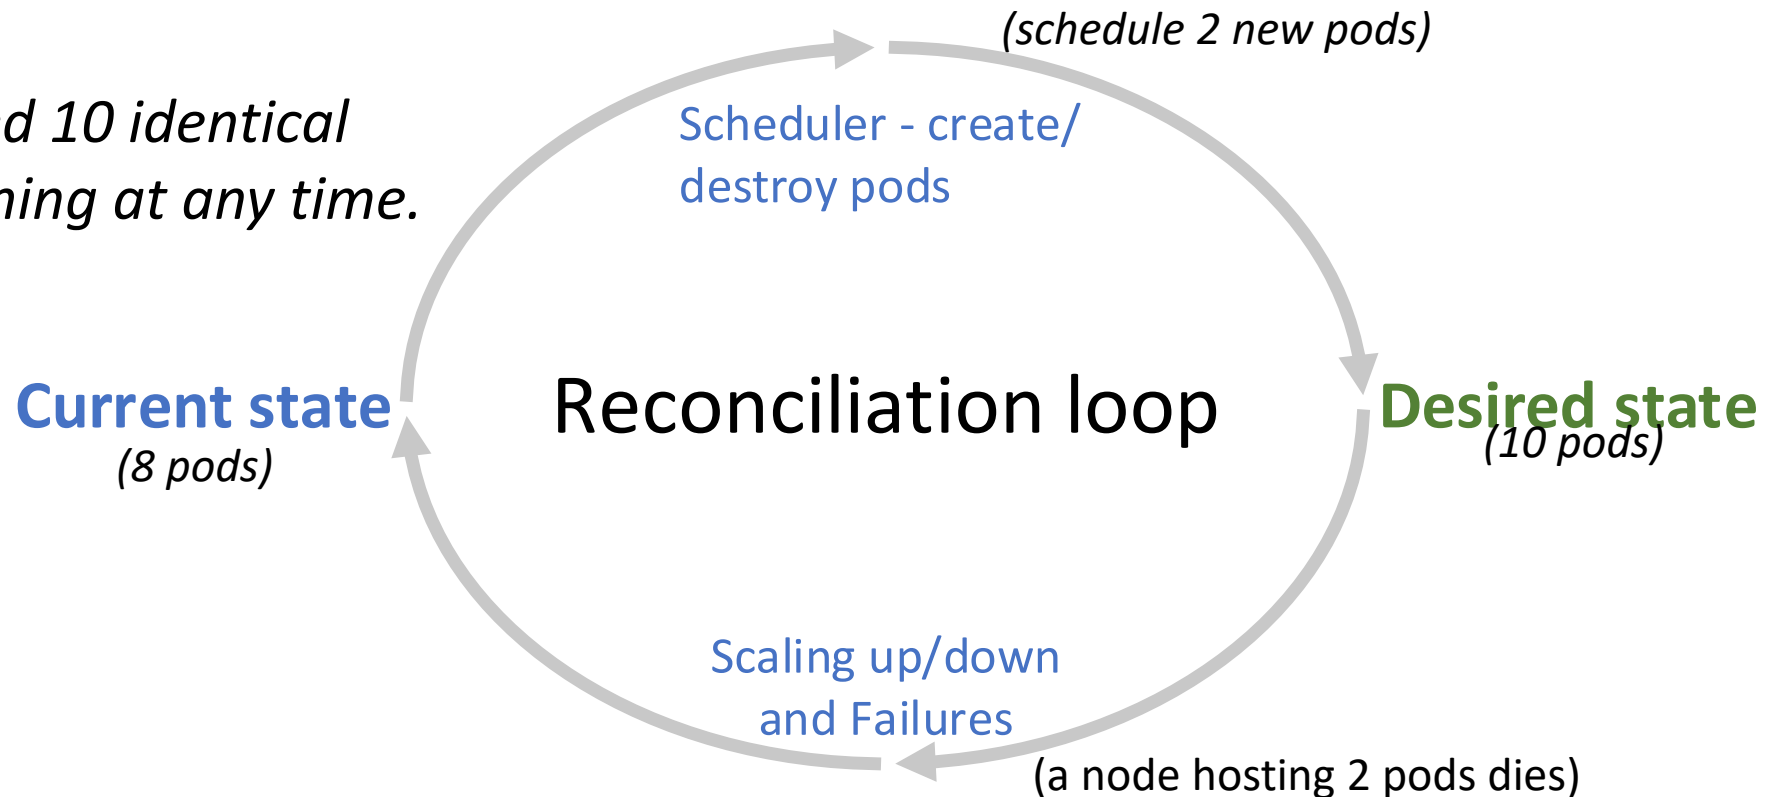 (schedule 2 new pods)
10 identical
at any time.
Scheduler - create/
destroy pods
Current state
(8 pods)
Reconciliation loop
Desired state
(10 pods)
Scaling up/down
and Failures
(a node hosting 2 pods dies)